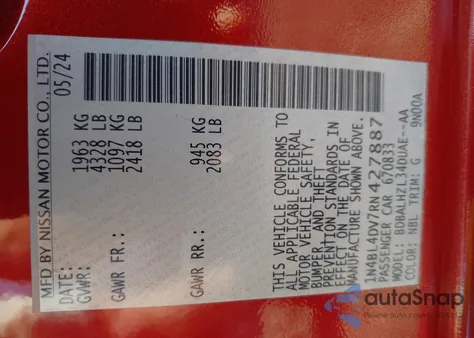 MFD BY NISSAN MOTOR CO., LTD.
DATE: 05/24
GVWR: 1963 KG
4328 LB
GAWR FR.: 1097 KG
2418 LB
GAWR RR.: 945 KG
2083 LB
THIS VEHICLE CONFORMS TO
ALL APPLICABLE FEDERAL
MOTOR VEHICLE SAFETY,
BUMPER, AND THEFT
PREVENTION STANDARDS IN
EFFECT ON THE DATE OF
MANUFACTURE SHOWN ABOVE.
1N4BL4DV7RN427887
PASSENGER CAR 670833
MODEL: BDBALHZL34DUAE--AA
COLOR: NBL TRIM: G 9N00A
autoSnap